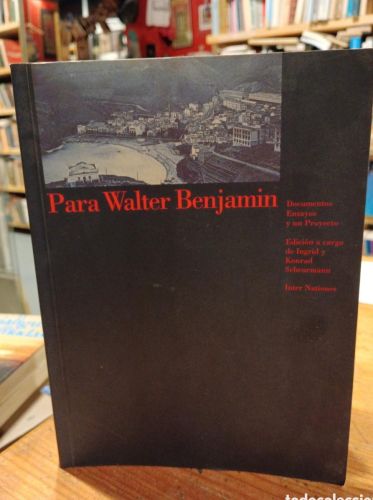 Para Walter Benjamin
Documentos
Ensayos
y un Proyecto
Edición a cargo
de Ingrid y
Konrad
Scheurmann
Inter Nationes
todocoleccion